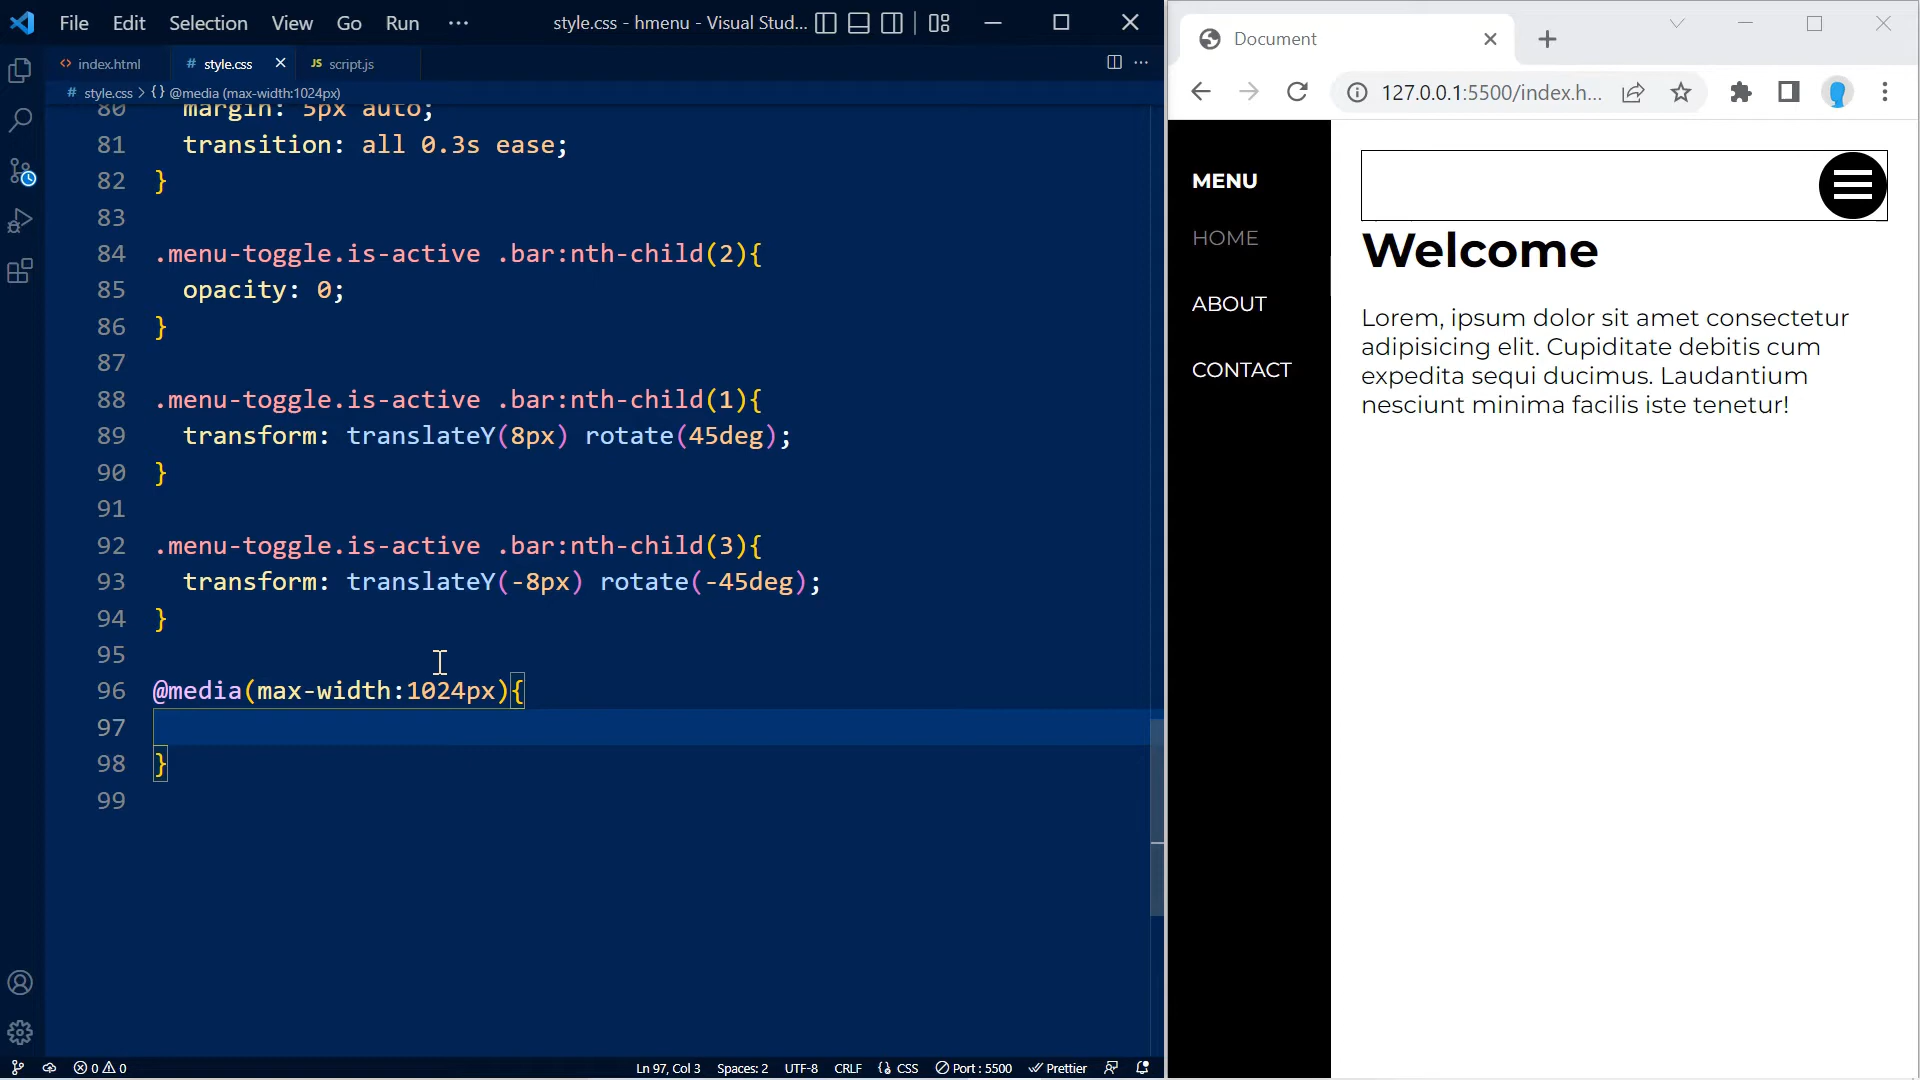 File Edit Selection View Go Run ··· style.css - hmenu - Visual Stud...
index.html # style.css JS script.js
# style.css > {} @media (max-width:1024px)
80 margin: 5px auto;
81 transition: all 0.3s ease;
82 }
83
84 .menu-toggle.is-active .bar:nth-child(2){
85 opacity: 0;
86 }
87
88 .menu-toggle.is-active .bar:nth-child(1){
89 transform: translateY(8px) rotate(45deg);
90 }
91
92 .menu-toggle.is-active .bar:nth-child(3){
93 transform: translateY(-8px) rotate(-45deg);
94 }
95
96 @media(max-width:1024px){
97
98 }
99
0 0 Ln 97, Col 3 Spaces: 2 UTF-8 CRLF {} CSS Port : 5500 Prettier
Document
127.0.0.1:5500/index.h...
MENU
HOME
ABOUT
CONTACT
Welcome
Lorem, ipsum dolor sit amet consectetur
adipisicing elit. Cupiditate debitis cum
expedita sequi ducimus. Laudantium
nesciunt minima facilis iste tenetur!